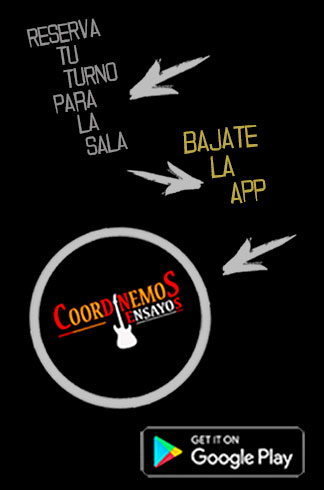 RESERVA
TU
TURNO
PARA
LA
SALA
BAJATE
LA
APP
COORDINEMOS
ENSAYOS
GET IT ON
Google Play